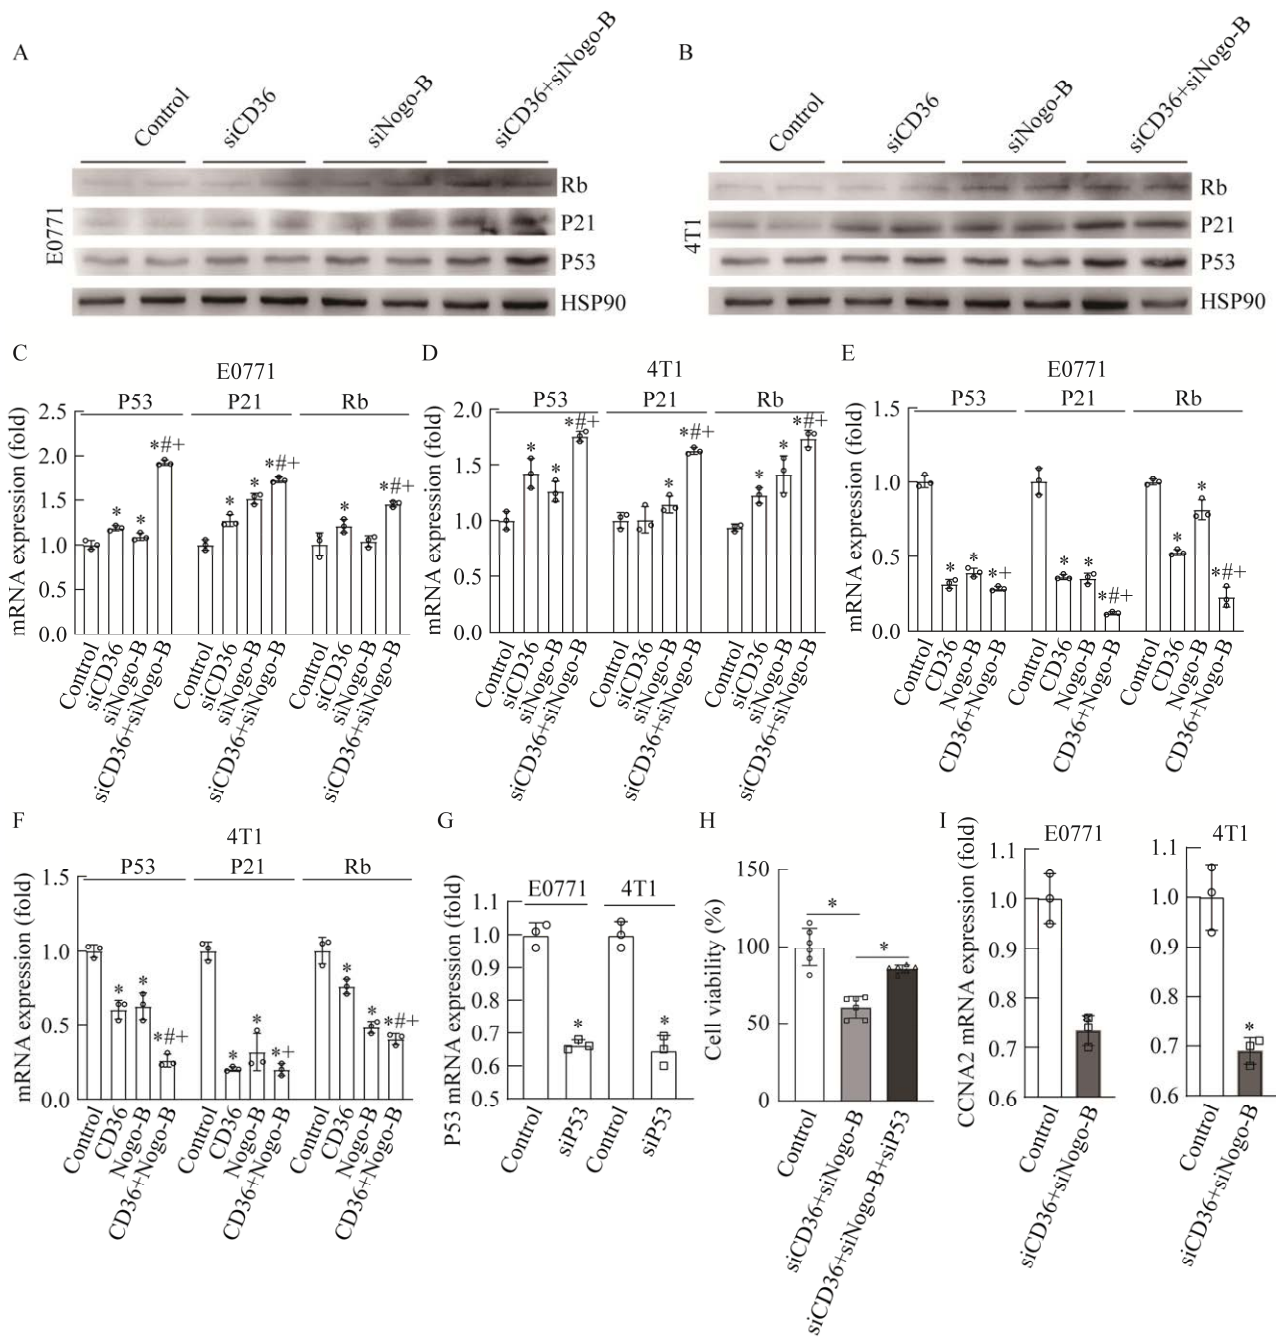 A
Control
siCD36
siNogo-B
siCD36+siNogo-B
E0771
Rb
P21
P53
HSP90
B
Control
siCD36
siNogo-B
siCD36+siNogo-B
4T1
Rb
P21
P53
HSP90
C
E0771
P53 P21 Rb
mRNA expression (fold)
2.5
2.0
1.5
1.0
0.5
0.0
* * *#+
* * *#+
* *#+
Control siCD36 siNogo-B siCD36+siNogo-B
Control siCD36 siNogo-B siCD36+siNogo-B
Control siCD36 siNogo-B siCD36+siNogo-B
D
4T1
P53 P21 Rb
mRNA expression (fold)
2.0
1.5
1.0
0.5
0.0
* * *#+
* *#+
* * *#+
Control siCD36 siNogo-B siCD36+siNogo-B
Control siCD36 siNogo-B siCD36+siNogo-B
Control siCD36 siNogo-B siCD36+siNogo-B
E
E0771
P53 P21 Rb
mRNA expression (fold)
1.5
1.0
0.5
0.0
* * *+
* * *#+
* * *#+
Control CD36 Nogo-B CD36+Nogo-B
Control CD36 Nogo-B CD36+Nogo-B
Control CD36 Nogo-B CD36+Nogo-B
F
4T1
P53 P21 Rb
mRNA expression (fold)
1.5
1.0
0.5
0.0
* * *#+
* * *+
* * *#+
Control CD36 Nogo-B CD36+Nogo-B
Control CD36 Nogo-B CD36+Nogo-B
Control CD36 Nogo-B CD36+Nogo-B
G
E0771 4T1
P53 mRNA expression (fold)
1.1
1.0
0.9
0.8
0.7
0.6
0.5
* *
Control siP53 Control siP53
H
Cell viability (%)
150
100
50
0
* *
Control
siCD36+siNogo-B
siCD36+siNogo-B+siP53
I
E0771
CCNA2 mRNA expression (fold)
1.1
1.0
0.9
0.8
0.7
0.6
Control
siCD36+siNogo-B
4T1
1.1
1.0
0.9
0.8
0.7
0.6
*
Control
siCD36+siNogo-B